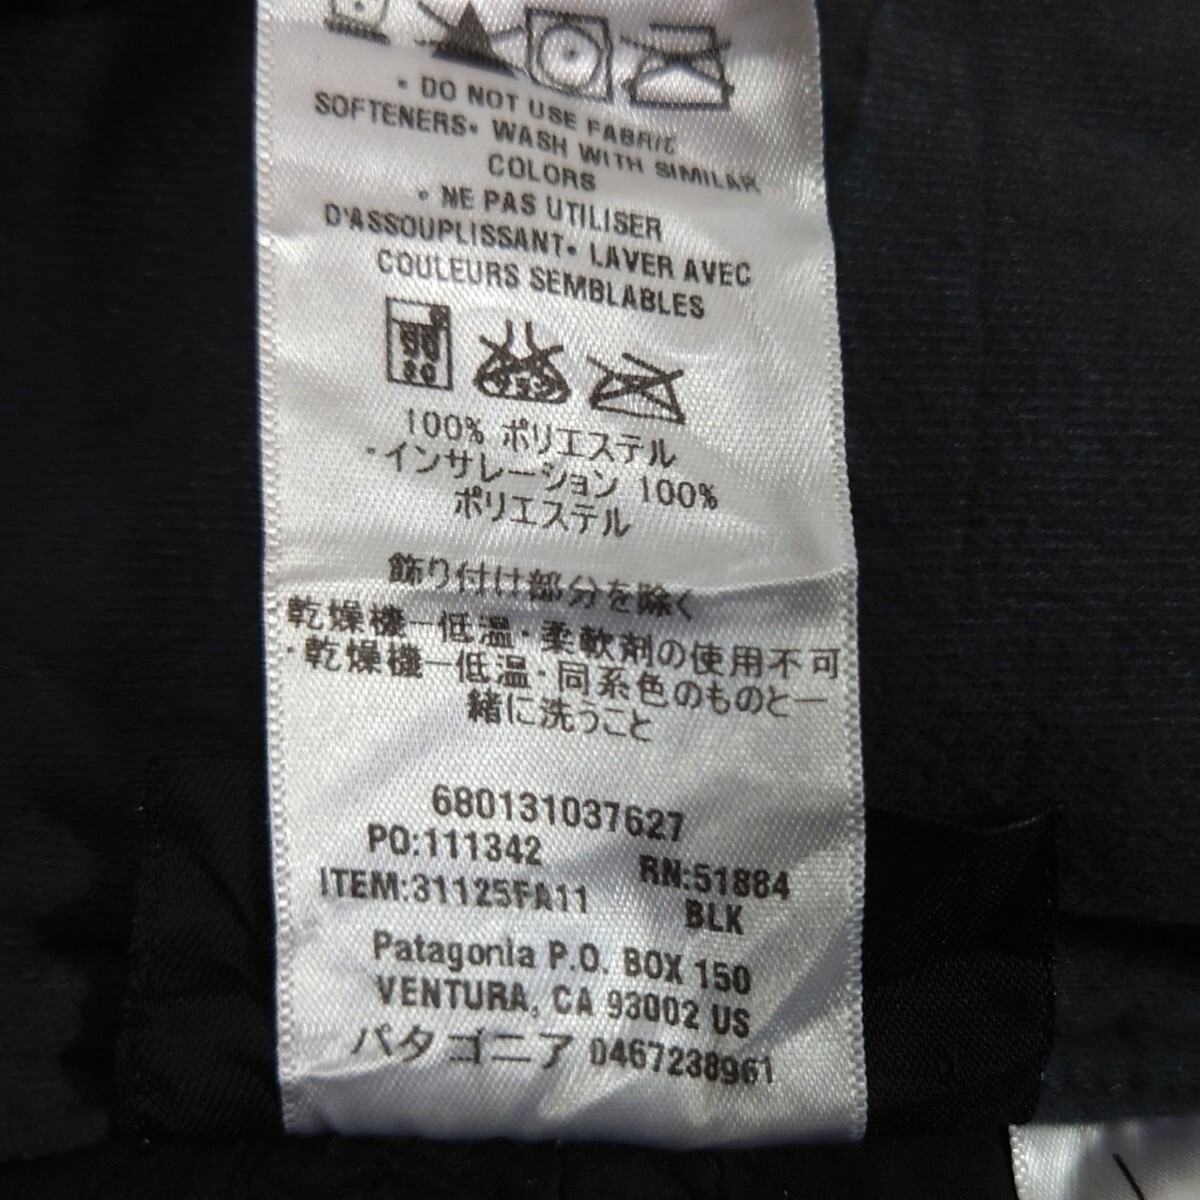 • DO NOT USE FABRIC
SOFTENERS• WASH WITH SIMILAR
COLORS
• NE PAS UTILISER
D'ASSOUPLISSANT• LAVER AVEC
COULEURS SEMBLABLES
100% ポリエステル
・インサレーション 100%
ポリエステル
飾り付け部分を除く
乾燥機ー低温・柔軟剤の使用不可
・乾燥機ー低温・同系色のものと一
緒に洗うこと
680131037627
PO:111342 RN:51884
ITEM:31125FA11 BLK
Patagonia P.O. BOX 150
VENTURA, CA 93002 US
パタゴニア 0467238961